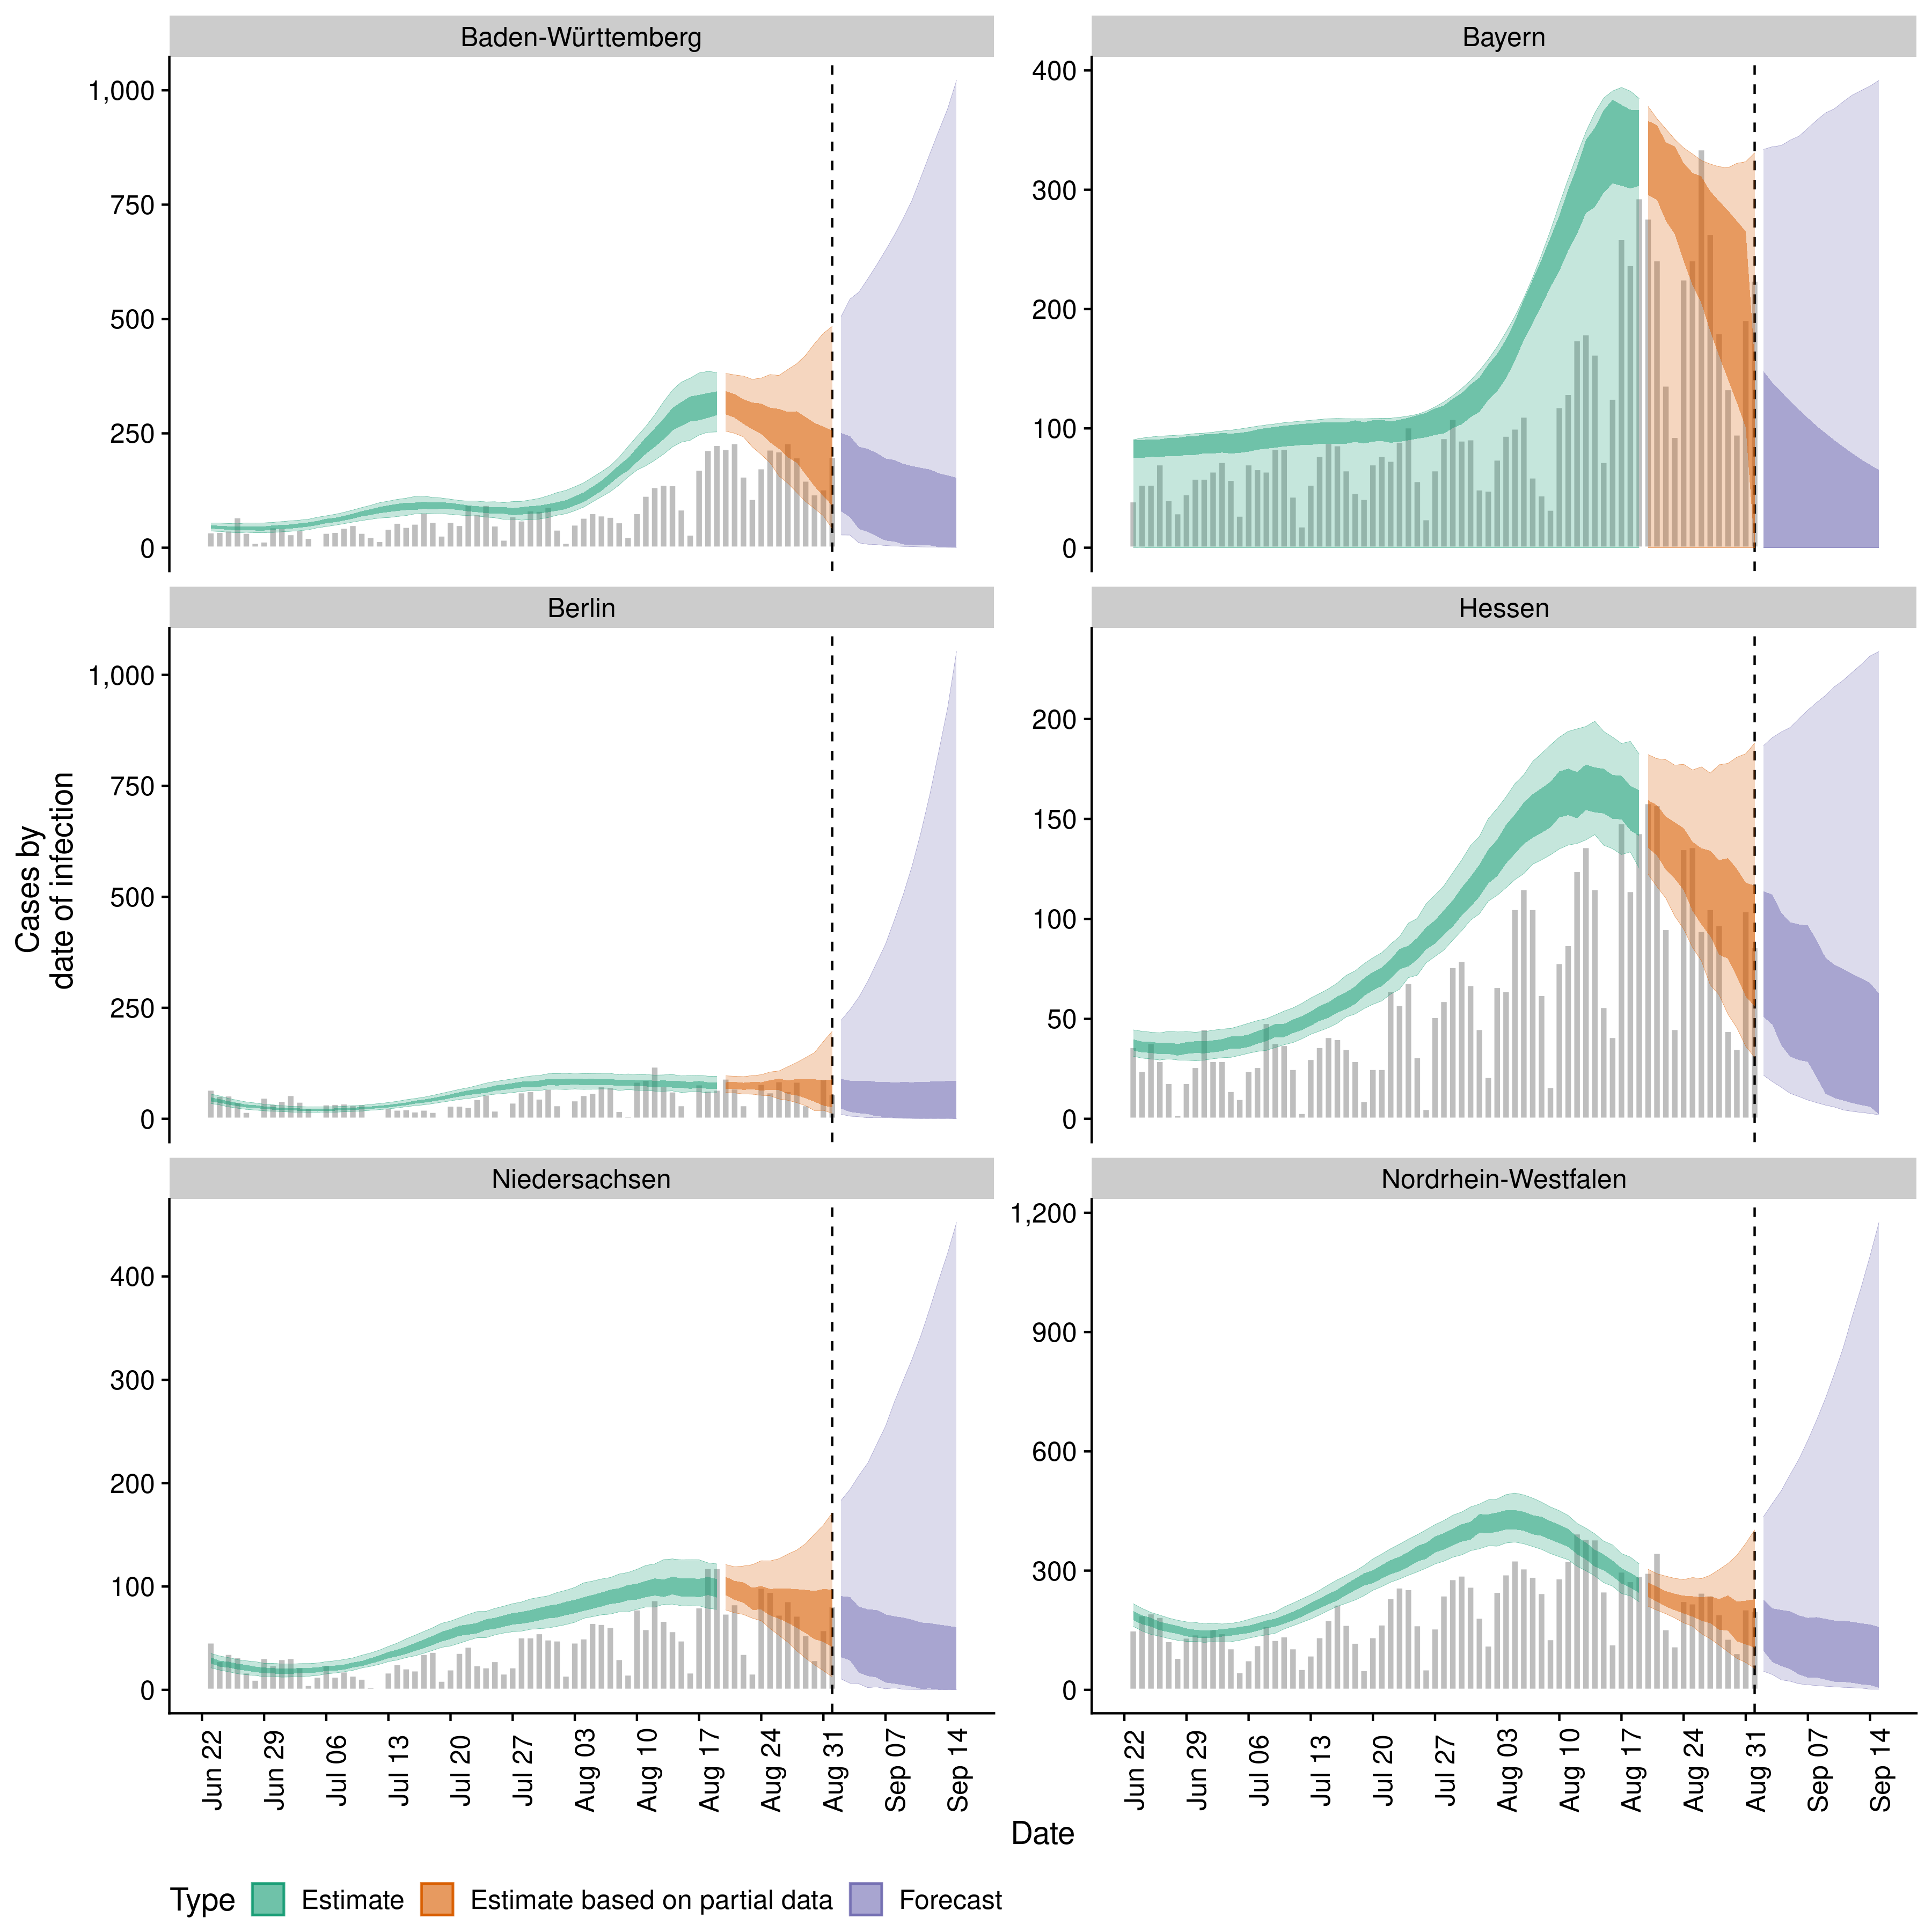 Baden-Württemberg
1,000
750
500
250
0
Bayern
400
300
200
100
0
Berlin
1,000
750
500
250
0
Hessen
200
150
100
50
0
Niedersachsen
400
300
200
100
0
Nordrhein-Westfalen
1,200
900
600
300
0
Cases by
date of infection
Jun 22
Jun 29
Jul 06
Jul 13
Jul 20
Jul 27
Aug 03
Aug 10
Aug 17
Aug 24
Aug 31
Sep 07
Sep 14
Jun 22
Jun 29
Jul 06
Jul 13
Jul 20
Jul 27
Aug 03
Aug 10
Aug 17
Aug 24
Aug 31
Sep 07
Sep 14
Date
Type Estimate Estimate based on partial data Forecast